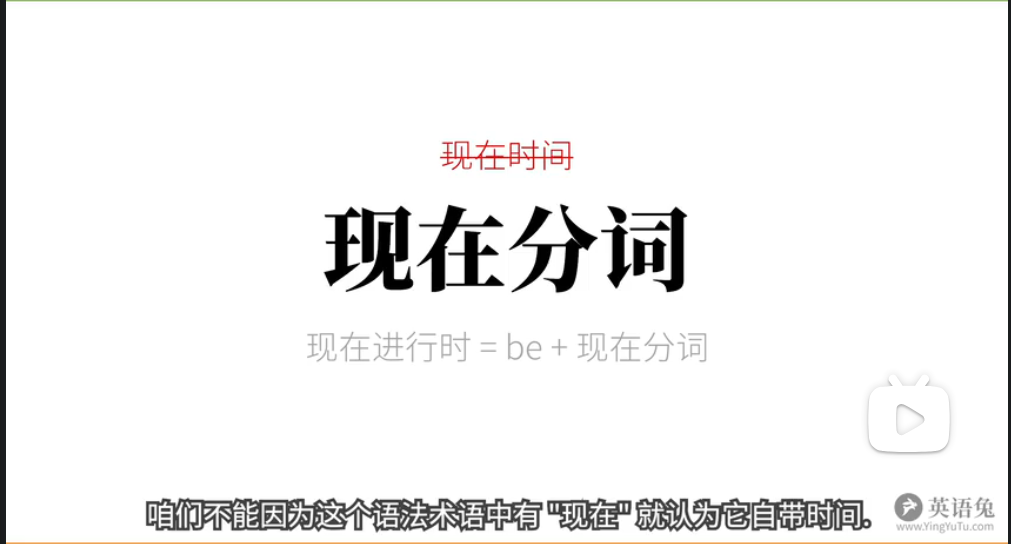 现在时间
现在分词
现在进行时 = be + 现在分词
咱们不能因为这个语法术语中有 "现在" 就认为它自带时间.
英语兔
www.YingYuTu.com